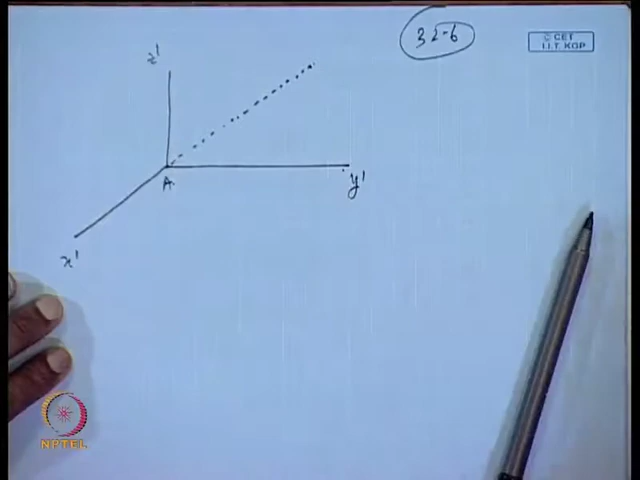 32-6
© CET
I.I.T. KGP
z'
A
y'
x'
NPTEL